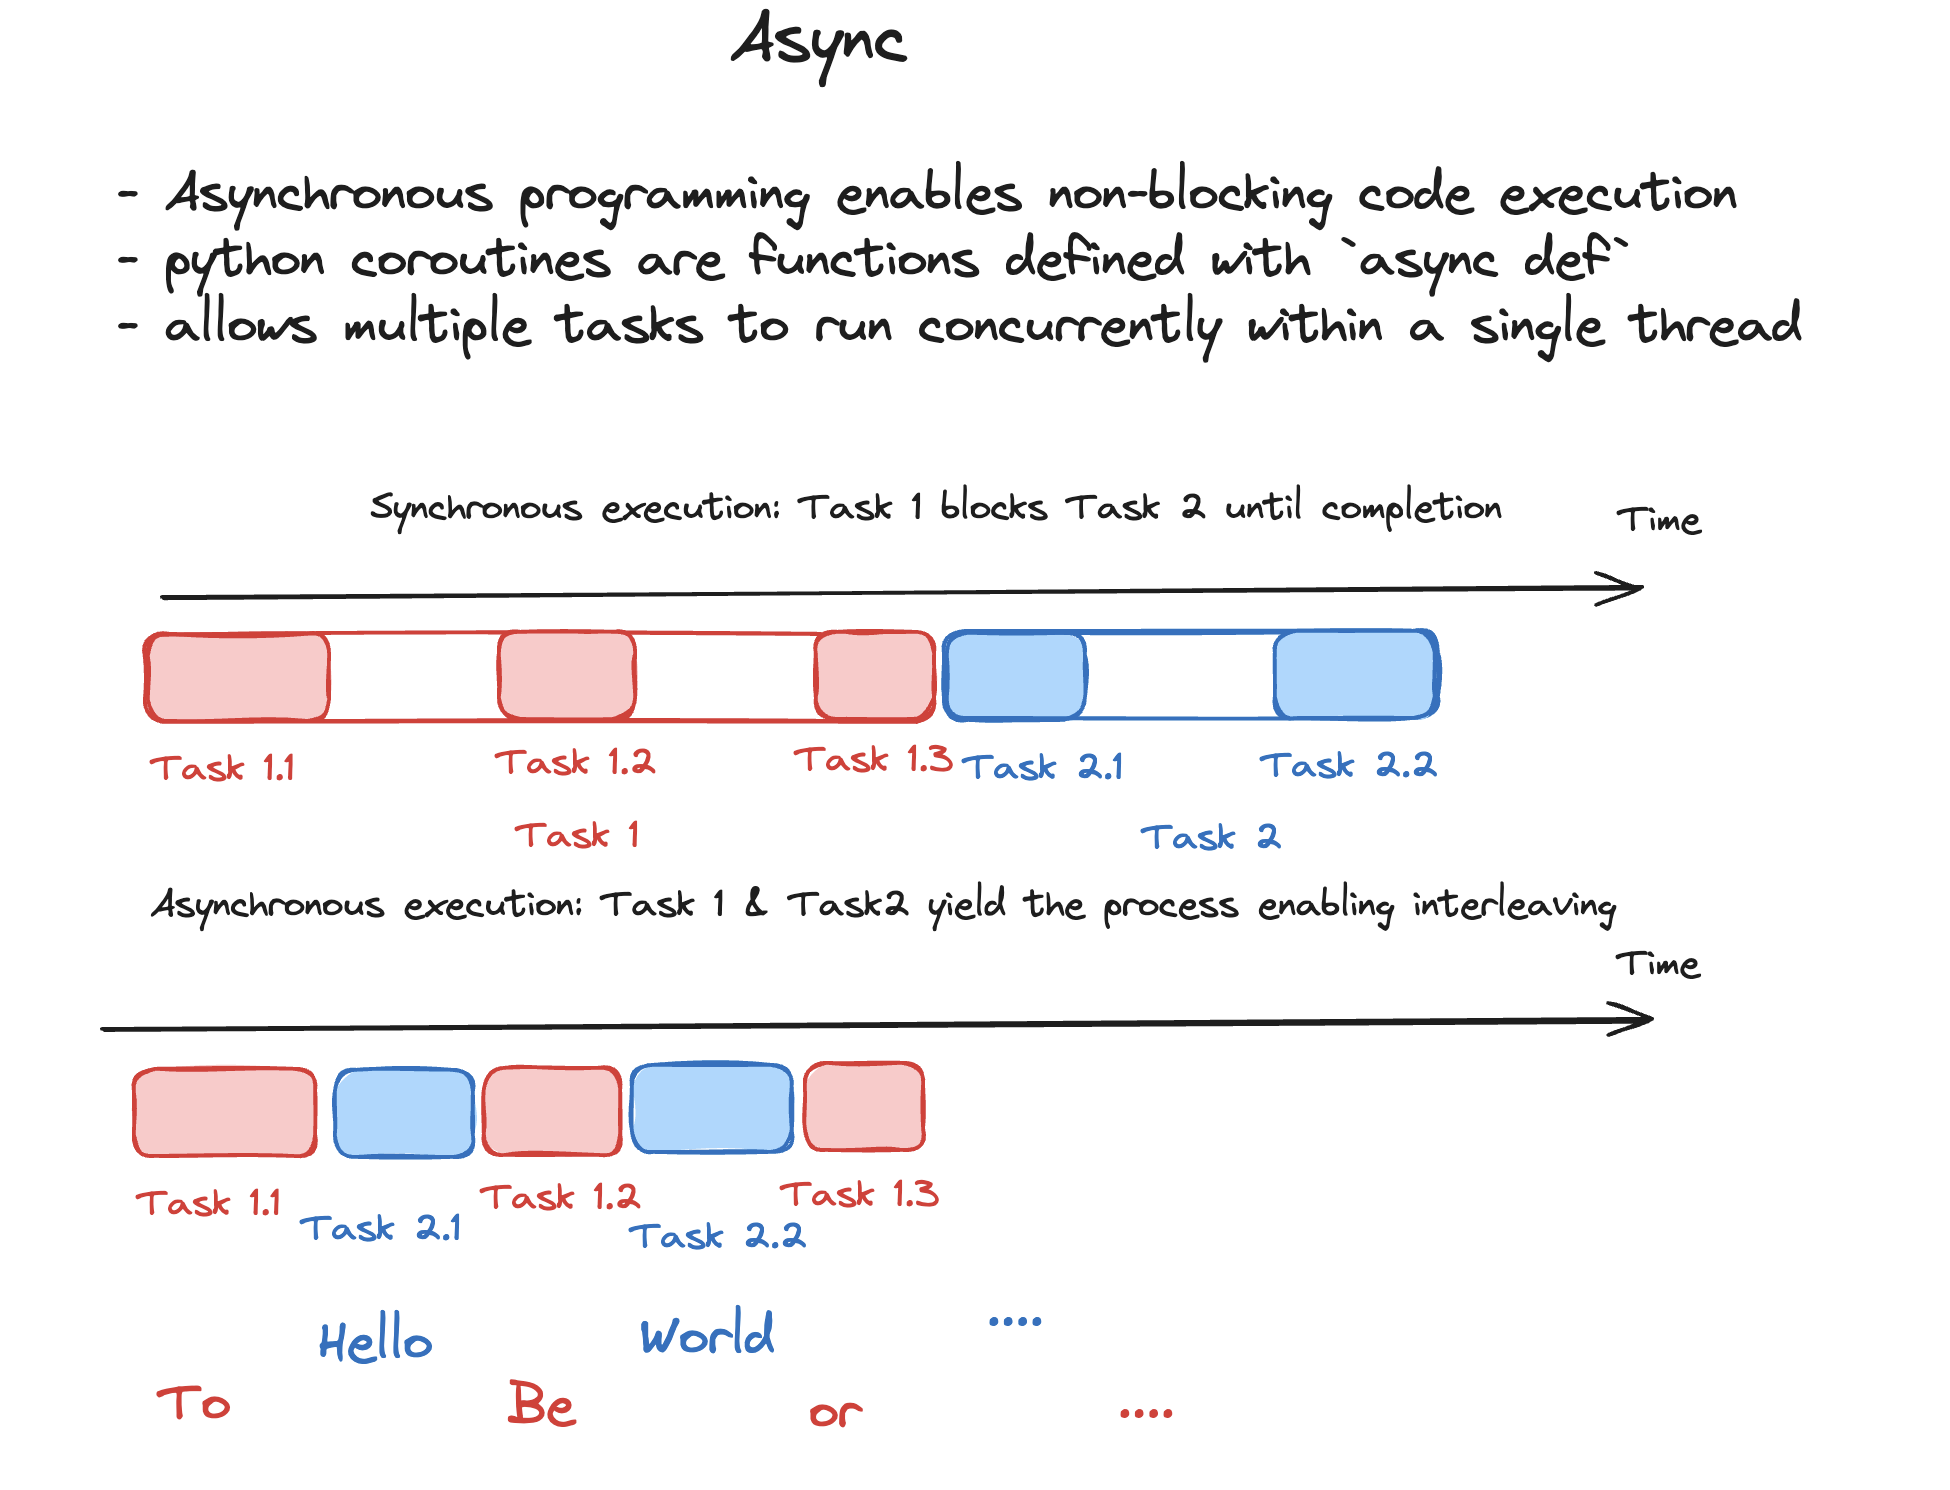 Async
- Asynchronous programming enables non-blocking code execution
- python coroutines are functions defined with `async def`
- allows multiple tasks to run concurrently within a single thread
Synchronous execution: Task 1 blocks Task 2 until completion
Time
Task 1.1 Task 1.2 Task 1.3 Task 2.1 Task 2.2
Task 1 Task 2
Asynchronous execution: Task 1 & Task2 yield the process enabling interleaving
Time
Task 1.1 Task 1.2 Task 1.3
Task 2.1 Task 2.2
Hello World ....
To Be or ....